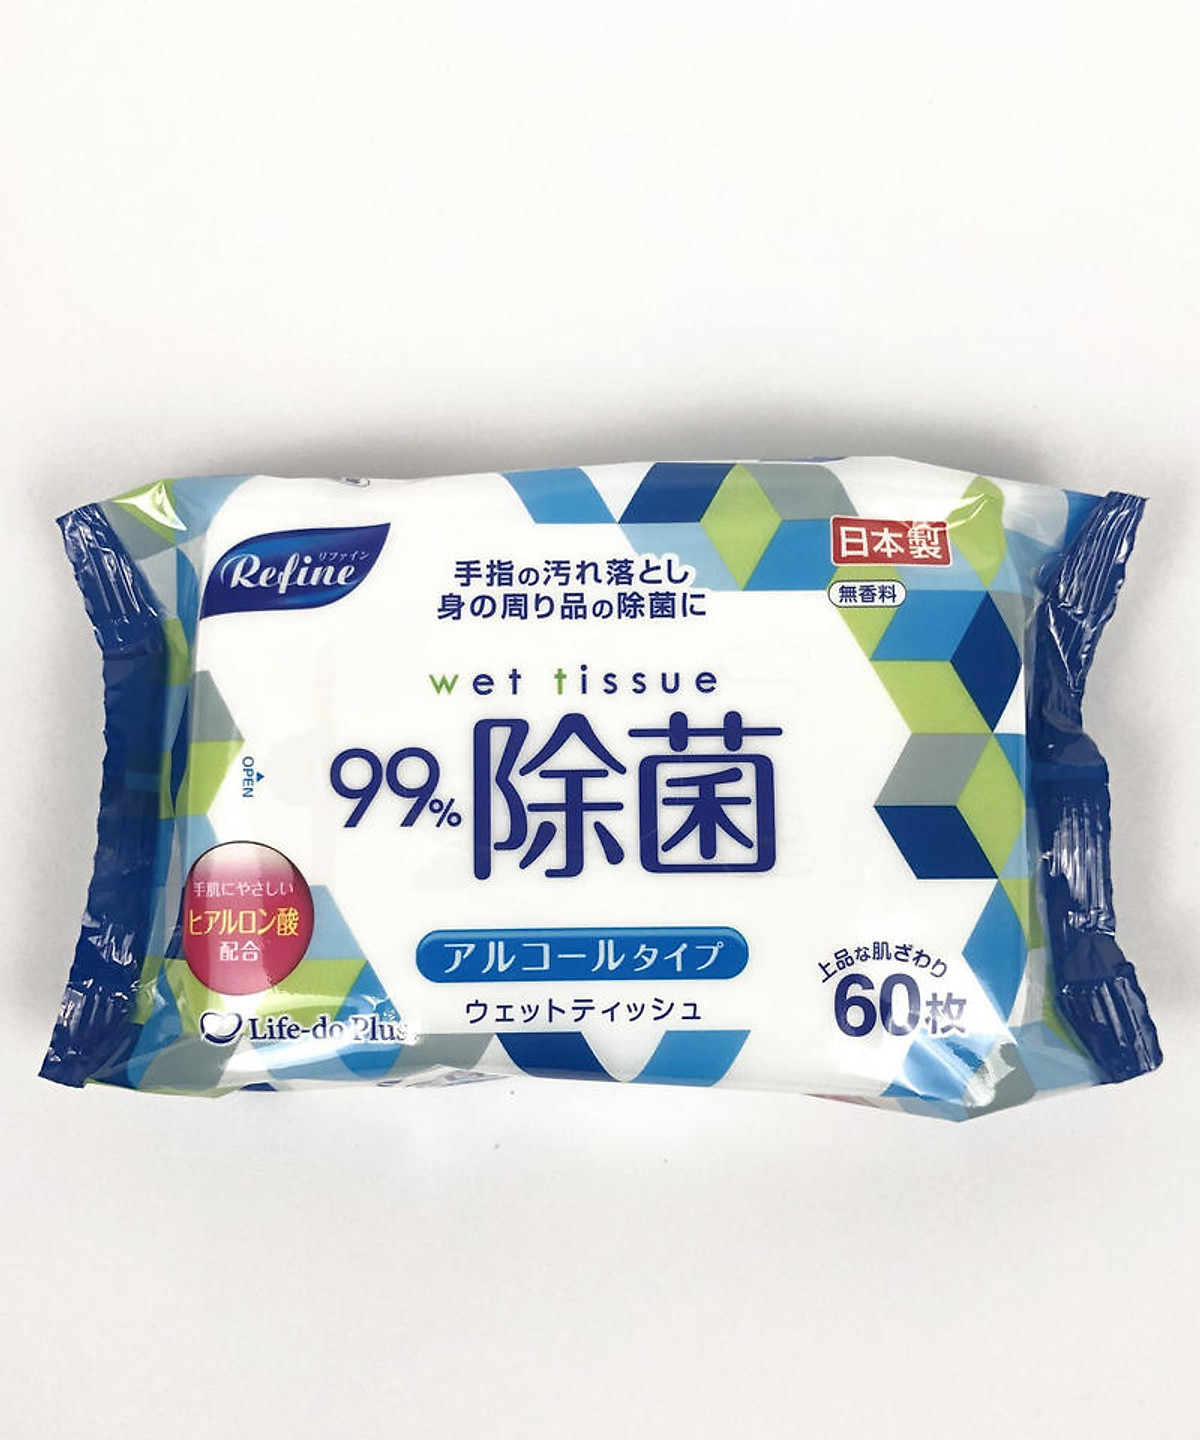 リファイン
Refine
手指の汚れ落とし
身の周り品の除菌に
日本製
無香料
wet tissue
99%除菌
OPEN
手肌にやさしい
ヒアルロン酸
配合
アルコールタイプ
ウェットティッシュ
上品な肌ざわり
60枚
Life-do Plus